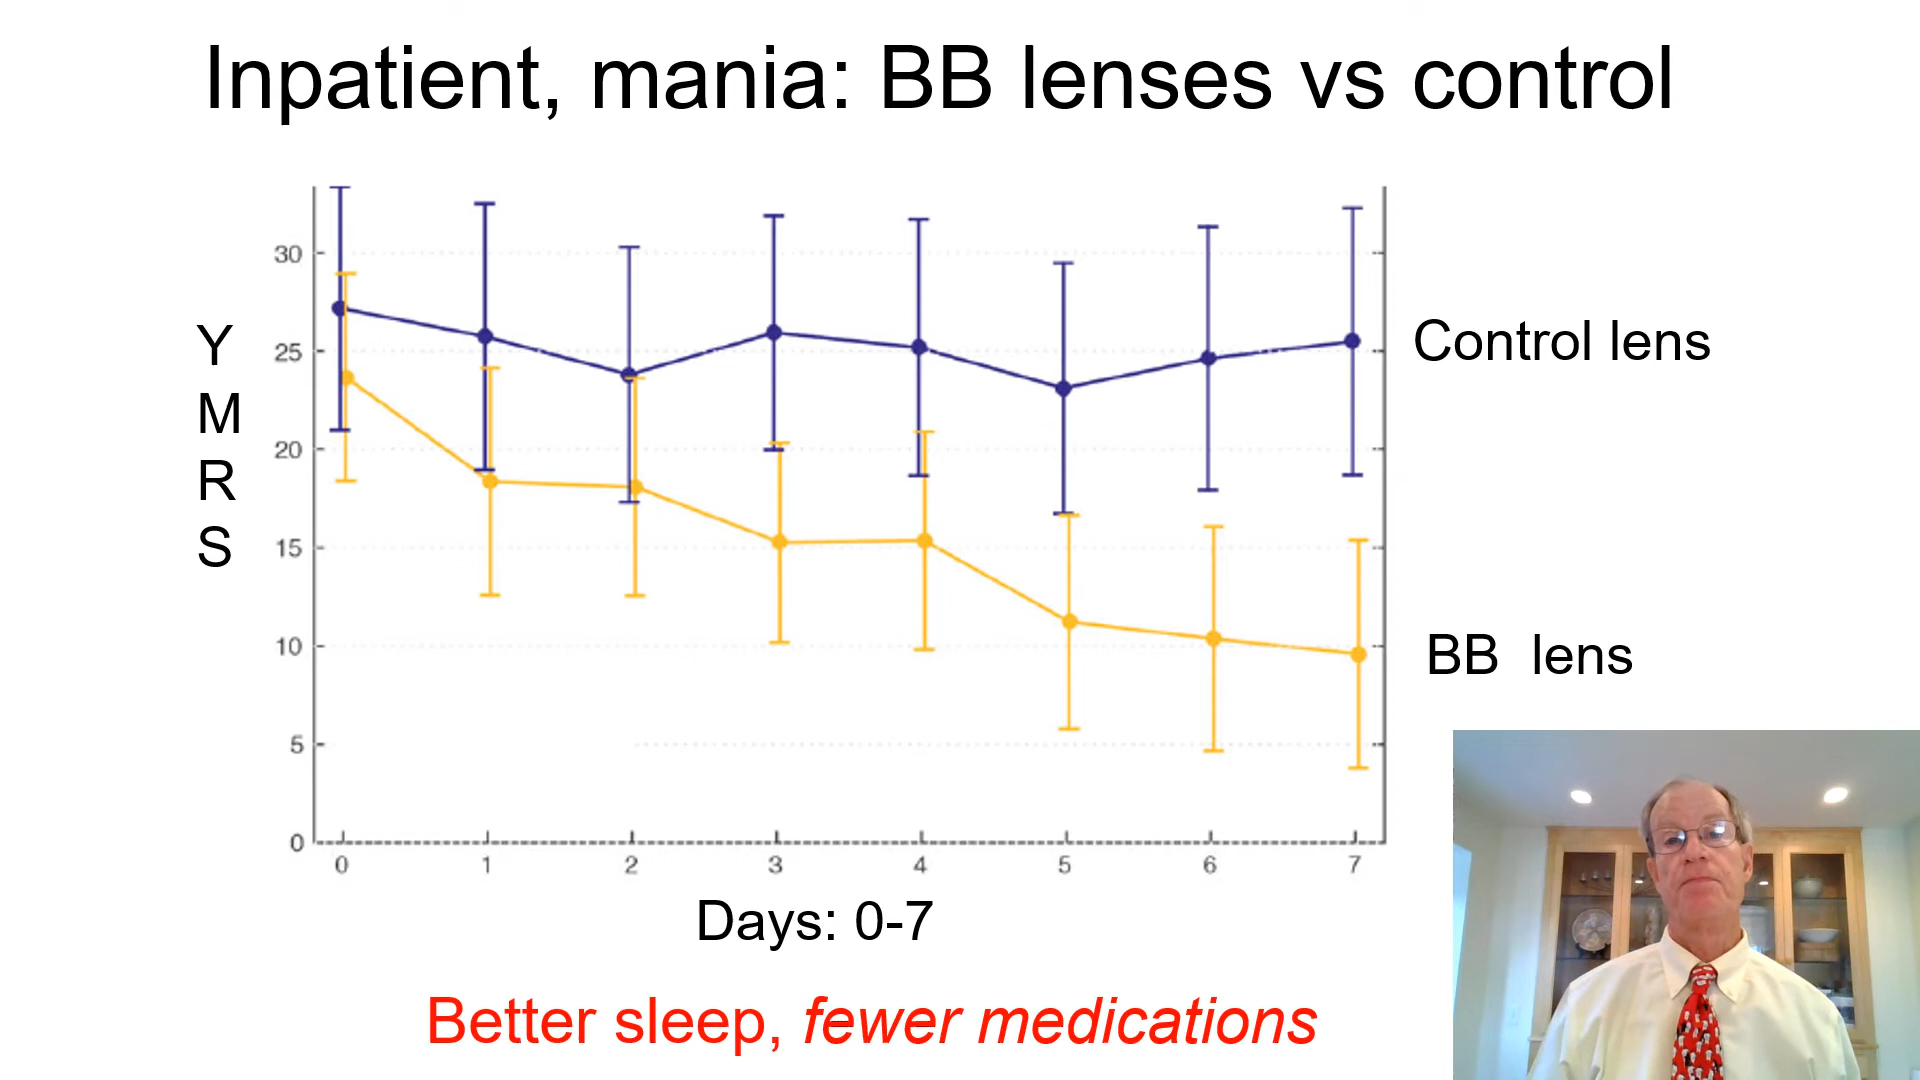 Inpatient, mania: BB lenses vs control
30
25
20
15
10
5
0
Y
M
R
S
Control lens
BB lens
0 1 2 3 4 5 6 7
Days: 0-7
Better sleep, fewer medications